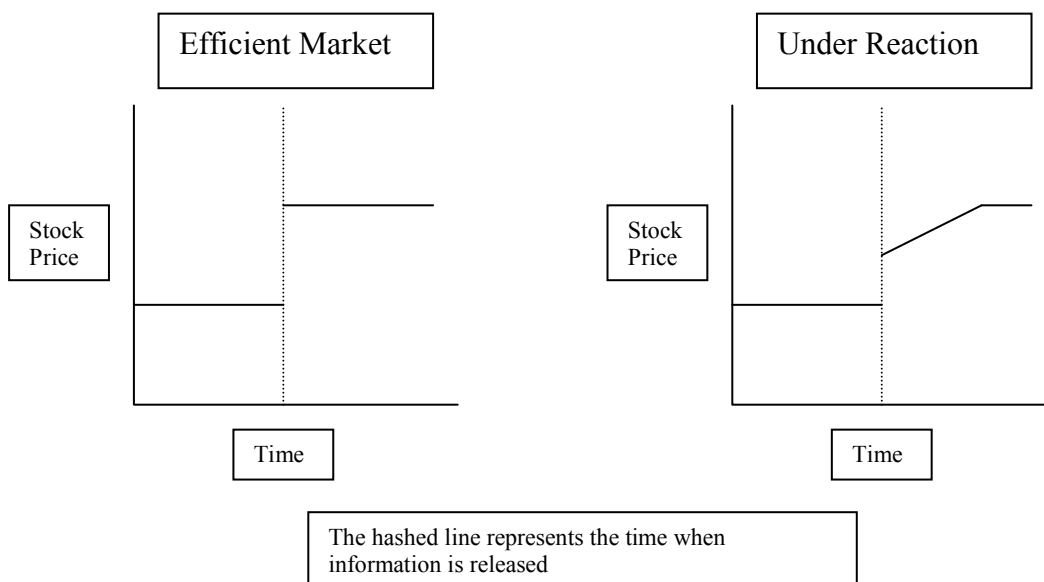 Efficient Market
Under Reaction
Stock
Price
Stock
Price
Time
Time
The hashed line represents the time when
information is released